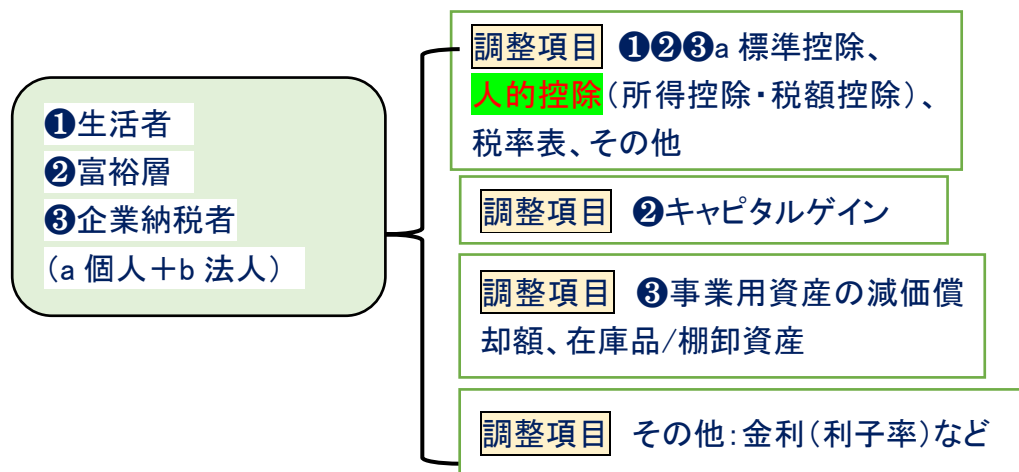 ❶生活者
❷富裕層
❸企業納税者
(a 個人+b 法人)
調整項目 ❶❷❸a 標準控除、
人的控除(所得控除・税額控除)、
税率表、その他
調整項目 ❷キャピタルゲイン
調整項目 ❸事業用資産の減価償
却額、在庫品/棚卸資産
調整項目 その他:金利(利子率)など